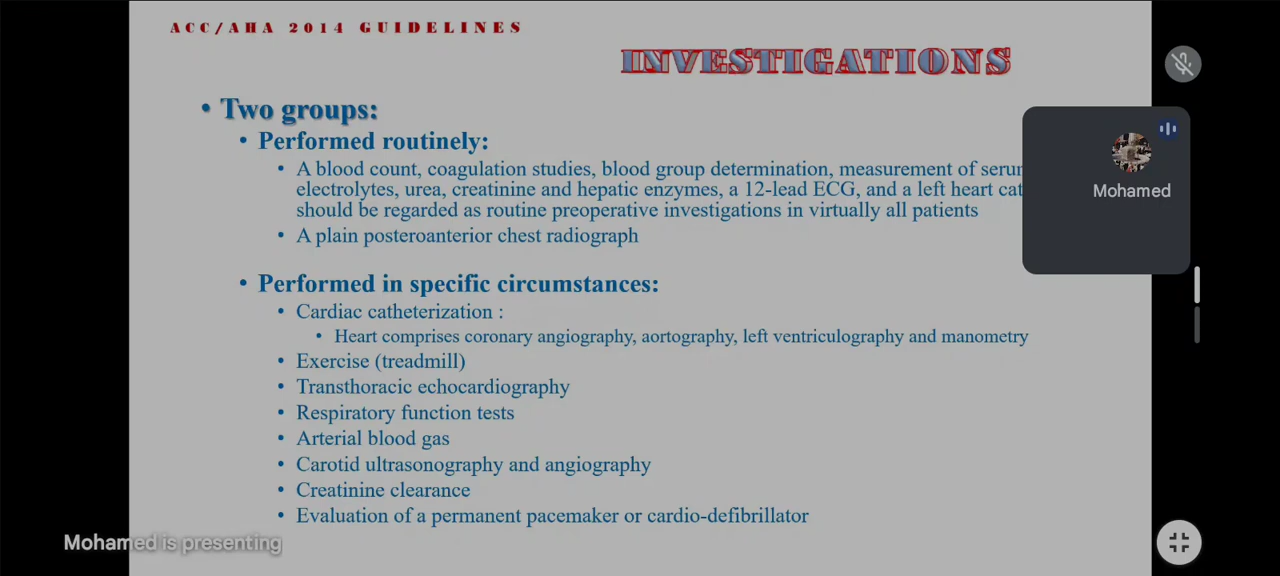 ACC/AHA 2014 GUIDELINES
INVESTIGATIONS
• Two groups:
• Performed routinely:
• A blood count, coagulation studies, blood group determination, measurement of
electrolytes, urea, creatinine and hepatic enzymes, a 12-lead ECG, and a left heart
should be regarded as routine preoperative investigations in virtually all patients
• A plain posteroanterior chest radiograph
Mohamed
• Performed in specific circumstances:
• Cardiac catheterization :
• Heart comprises coronary angiography, aortography, left ventriculography and manometry
• Exercise (treadmill)
• Transthoracic echocardiography
• Respiratory function tests
• Arterial blood gas
• Carotid ultrasonography and angiography
• Creatinine clearance
• Evaluation of a permanent pacemaker or cardio-defibrillator
Mohamed is presenting